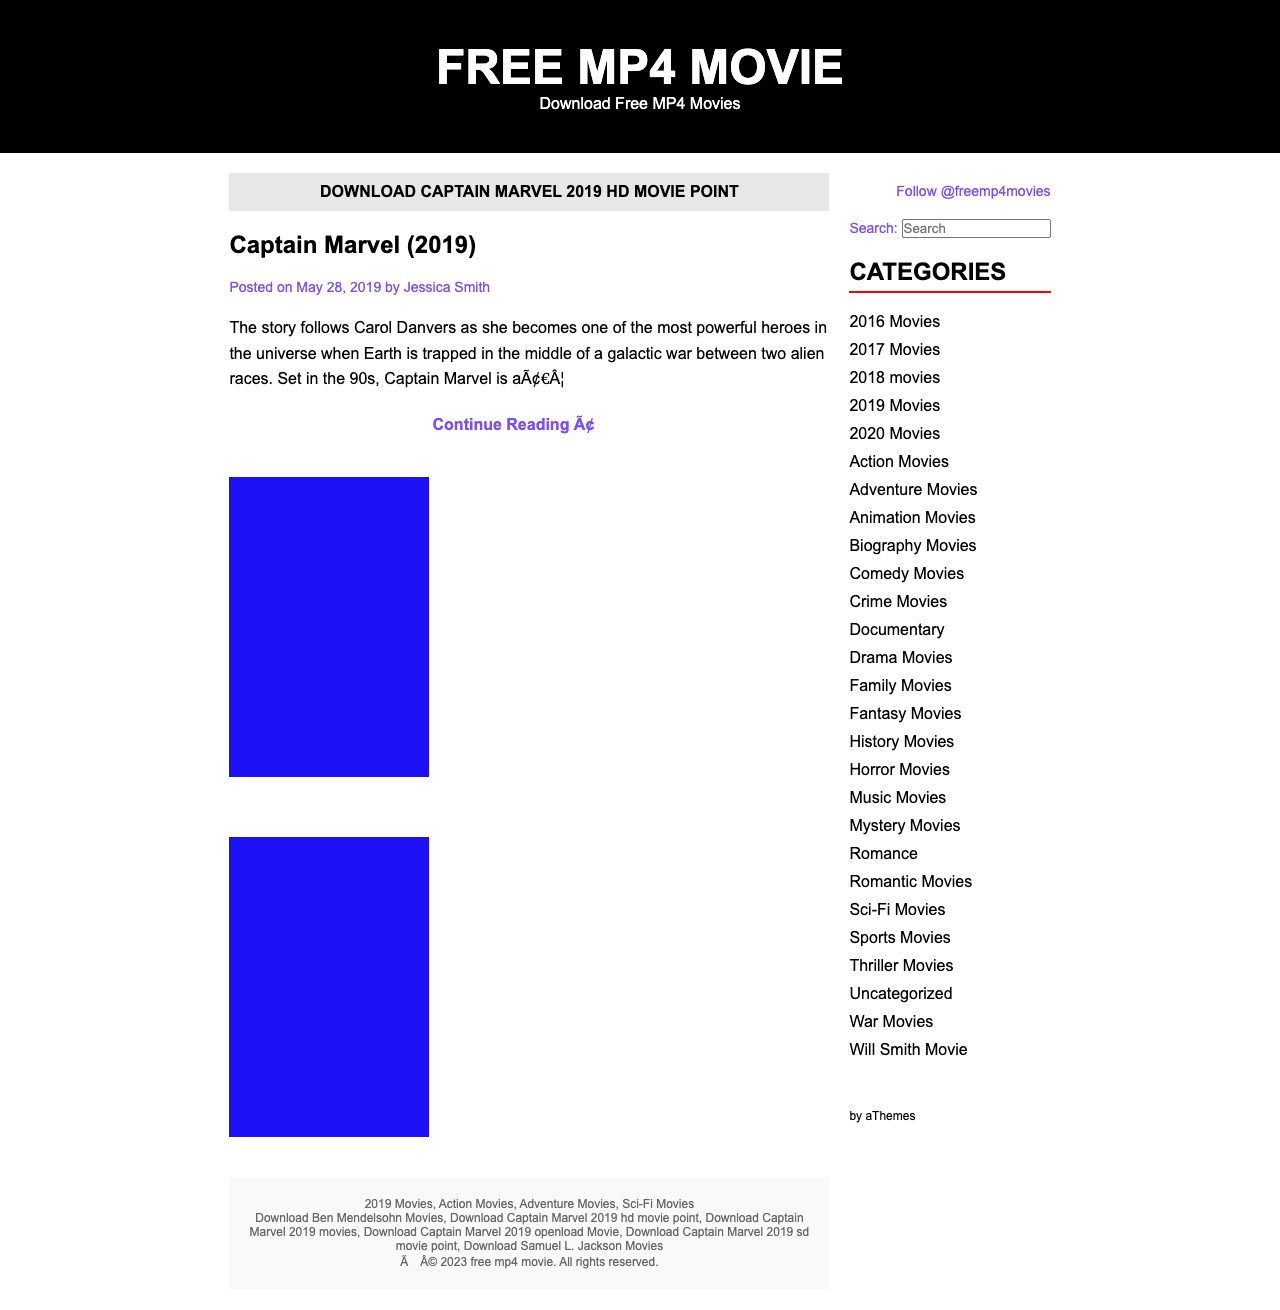 FREE MP4 MOVIE
Download Free MP4 Movies
DOWNLOAD CAPTAIN MARVEL 2019 HD MOVIE POINT
Captain Marvel (2019)
Posted on May 28, 2019 by Jessica Smith
The story follows Carol Danvers as she becomes one of the most powerful heroes in
the universe when Earth is trapped in the middle of a galactic war between two alien
races. Set in the 90s, Captain Marvel is aÃ¢€Â¦
Continue Reading Ã¢
2019 Movies, Action Movies, Adventure Movies, Sci-Fi Movies
Download Ben Mendelsohn Movies, Download Captain Marvel 2019 hd movie point, Download Captain
Marvel 2019 movies, Download Captain Marvel 2019 openload Movie, Download Captain Marvel 2019 sd
movie point, Download Samuel L. Jackson Movies
Ã Â© 2023 free mp4 movie. All rights reserved.
Follow @freemp4movies
Search: Search
CATEGORIES
2016 Movies
2017 Movies
2018 movies
2019 Movies
2020 Movies
Action Movies
Adventure Movies
Animation Movies
Biography Movies
Comedy Movies
Crime Movies
Documentary
Drama Movies
Family Movies
Fantasy Movies
History Movies
Horror Movies
Music Movies
Mystery Movies
Romance
Romantic Movies
Sci-Fi Movies
Sports Movies
Thriller Movies
Uncategorized
War Movies
Will Smith Movie
by aThemes